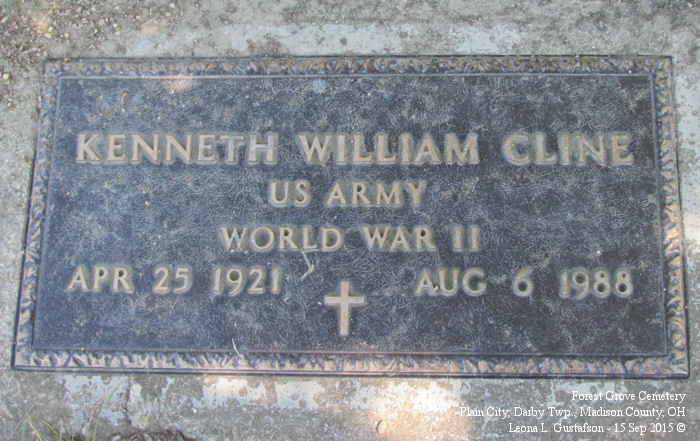 KENNETH WILLIAM CLINE
US ARMY
WORLD WAR II
APR 25 1921 AUG 6 1988
Forest Grove Cemetery
Plain City, Darby Twp., Madison County, OH
Leona L. Gustafson - 15 Sep 2015 ©